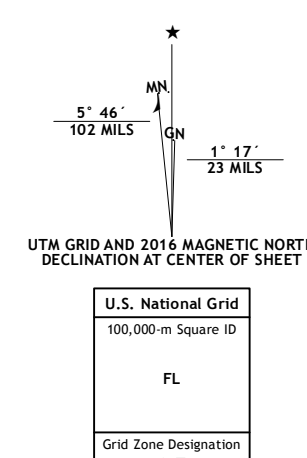 ★
MN.
5° 46´
102 MILS
GN
1° 17´
23 MILS
UTM GRID AND 2016 MAGNETIC NORT
DECLINATION AT CENTER OF SHEET
U.S. National Grid
100,000-m Square ID
FL
Grid Zone Designation